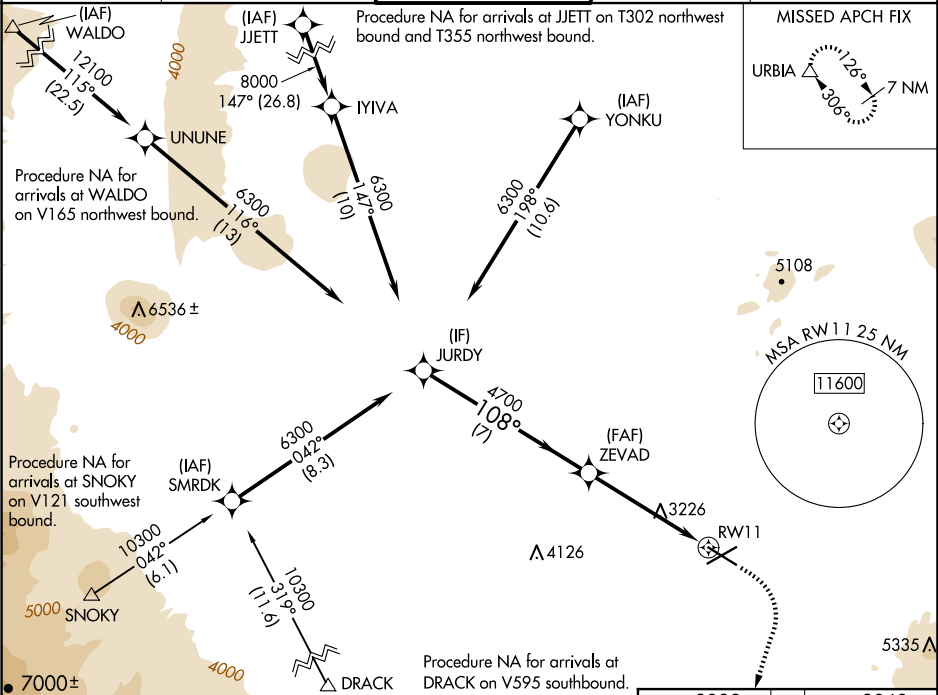 (IAF)
WALDO
12100
115°
(22.5)
4000
(IAF)
JJETT
Procedure NA for arrivals at JJETT on T302 northwest
bound and T355 northwest bound.
8000
147° (26.8)
IYIVA
MISSED APCH FIX
URBIA
126°
306°
7 NM
(IAF)
YONKU
UNUNE
Procedure NA for
arrivals at WALDO
on V165 northwest bound.
6300
116°
(13)
6300
147°
(10)
6300
198°
(10.6)
5108
6536 ±
4000
(IF)
JURDY
MSA RW11 25 NM
11600
4700
108°
(7)
(FAF)
ZEVAD
6300
042°
(8.3)
Procedure NA for
arrivals at SNOKY
on V121 southwest
bound.
(IAF)
SMRDK
3226
RW11
4126
10300
042°
(6.1)
10300
319°
(11.6)
5000
SNOKY
5335
4000
Procedure NA for arrivals at
DRACK on V595 southbound.
7000±
DRACK